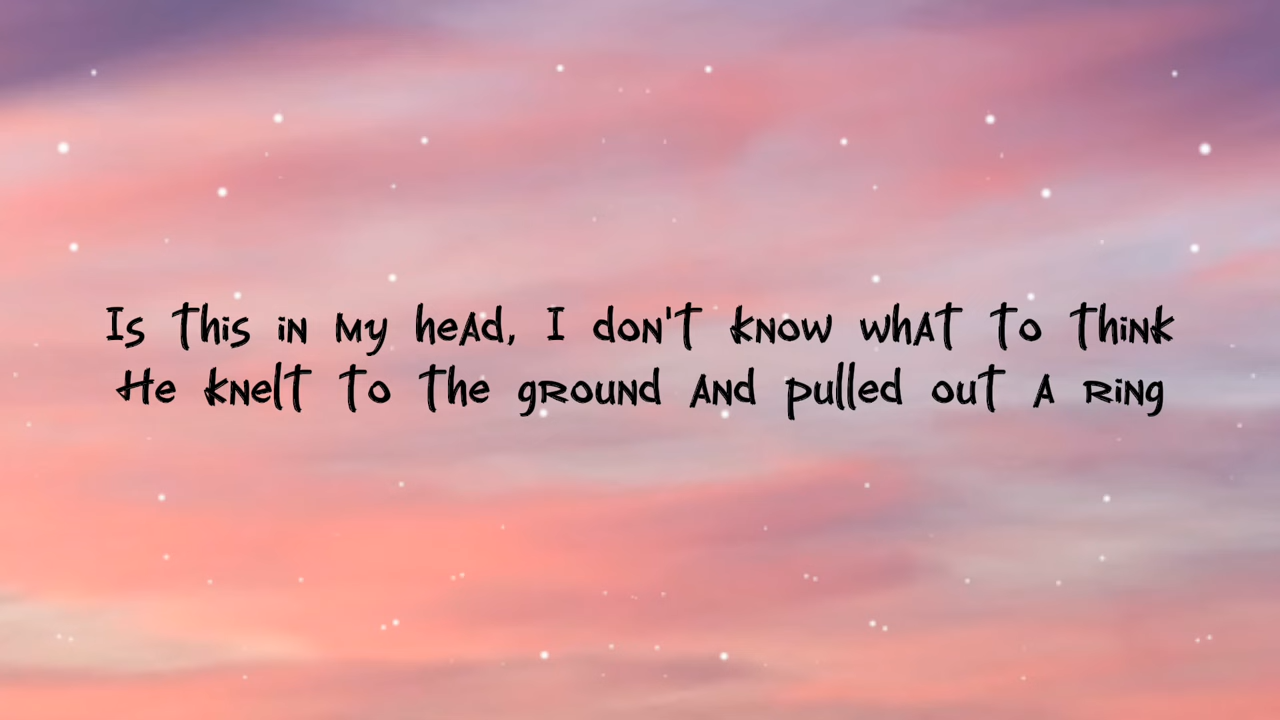 Is this in my head, I don't know what to think
He knelt to the ground and pulled out a ring